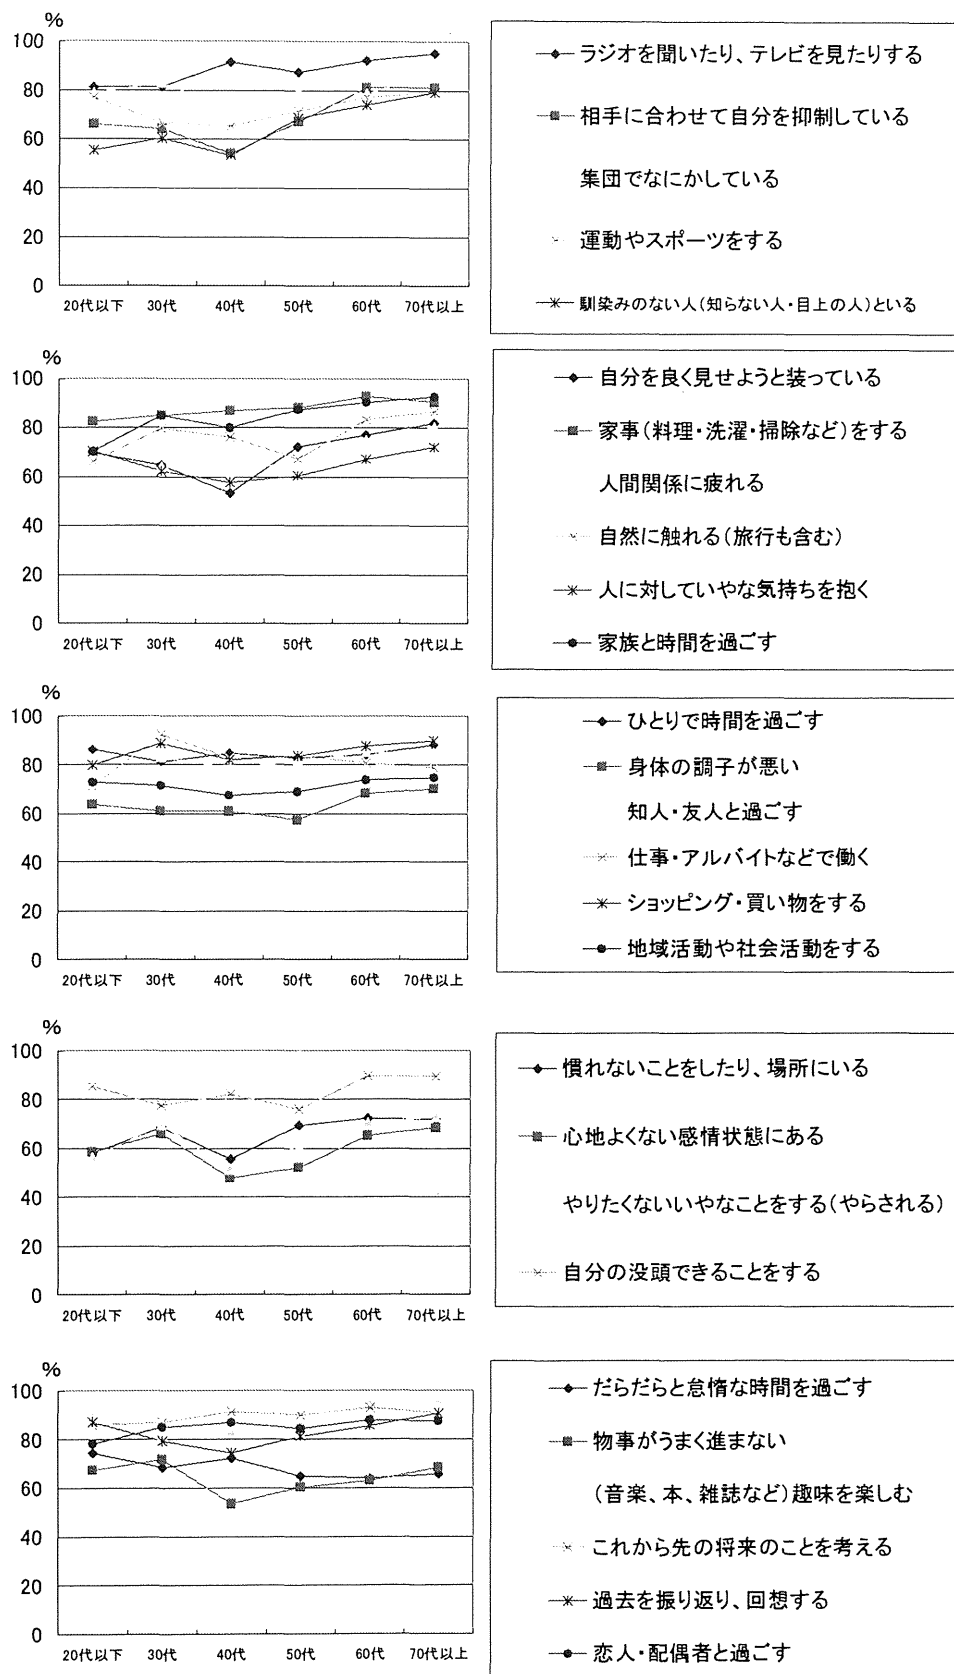 %
100
80
60
40
20
0
20代以下 30代 40代 50代 60代 70代以上
ラジオを聞いたり、テレビを見たりする
相手に合わせて自分を抑制している
集団でなにかしている
運動やスポーツをする
馴染みのない人(知らない人・目上の人)といる
%
100
80
60
40
20
0
20代以下 30代 40代 50代 60代 70代以上
自分を良く見せようと装っている
家事(料理・洗濯・掃除など)をする
人間関係に疲れる
自然に触れる(旅行も含む)
人に対していやな気持ちを抱く
家族と時間を過ごす
%
100
80
60
40
20
0
20代以下 30代 40代 50代 60代 70代以上
ひとりで時間を過ごす
身体の調子が悪い
知人・友人と過ごす
仕事・アルバイトなどで働く
ショッピング・買い物をする
地域活動や社会活動をする
%
100
80
60
40
20
0
20代以下 30代 40代 50代 60代 70代以上
慣れないことをしたり、場所にいる
心地よくない感情状態にある
やりたくないいやなことをする(やらされる)
自分の没頭できることをする
%
100
80
60
40
20
0
20代以下 30代 40代 50代 60代 70代以上
だらだらと怠惰な時間を過ごす
物事がうまく進まない
(音楽、本、雑誌など)趣味を楽しむ
これから先の将来のことを考える
過去を振り返り、回想する
恋人・配偶者と過ごす